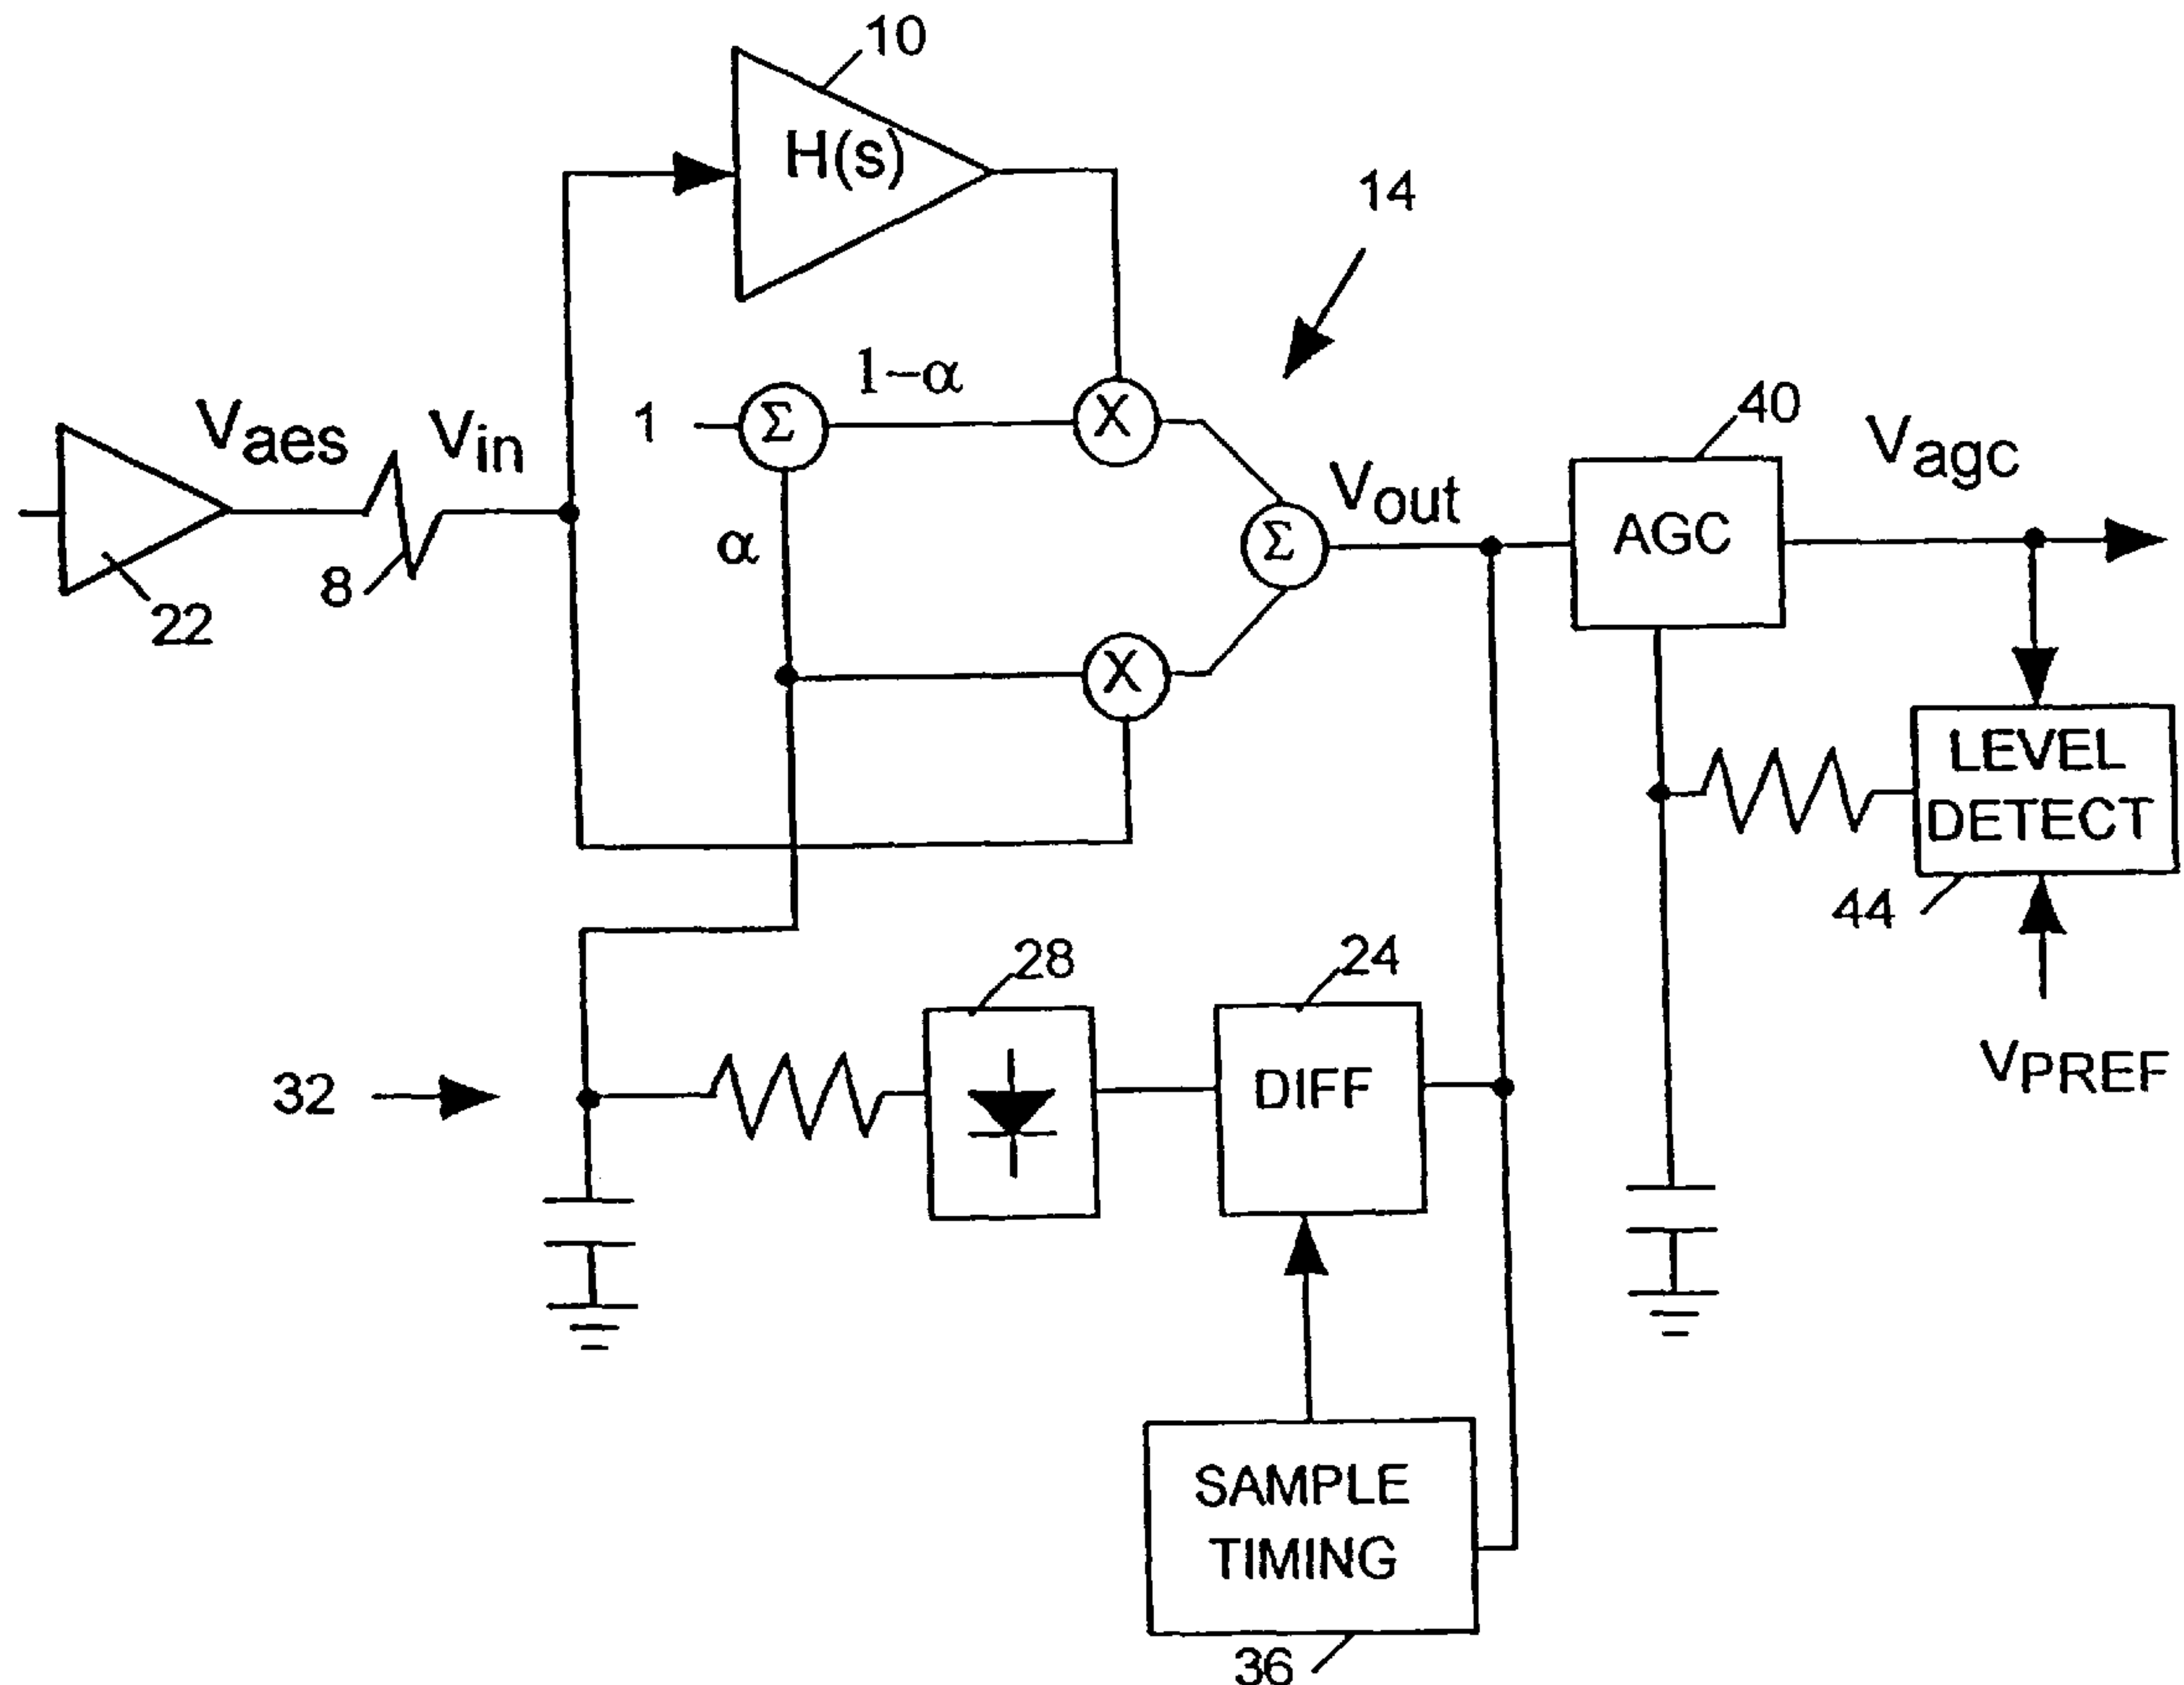 10
H(s)
14
1–α
1
Σ
X
40
Vaes
Vin
Vagc
Vout
Σ
AGC
α
8
22
X
LEVEL
DETECT
44
28
24
VPREF
32
DIFF
SAMPLE
TIMING
36